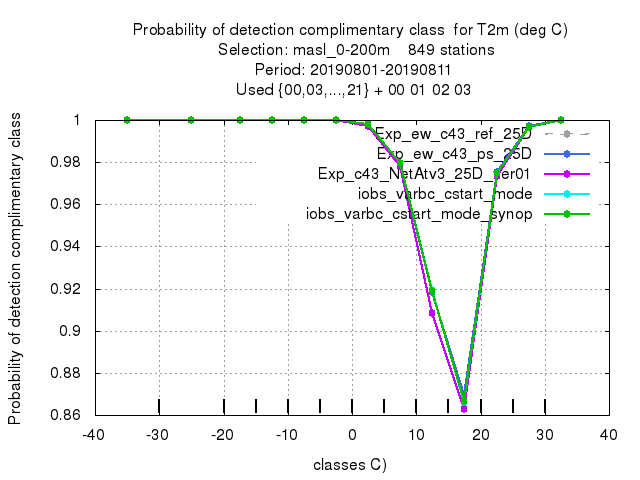 Probability of detection complimentary class  for T2m (deg C)
Selection: masl_0-200m    849 stations
Period: 20190801-20190811
Used {00,03,...,21} + 00 01 02 03
Probability of detection complimentary class
1
0.98
0.96
0.94
0.92
0.9
0.88
0.86
Exp_ew_c43_ref_25D
Exp_ew_c43_ps_25D
Exp_c43_NetAtv3_25D_ver01
iobs_varbc_cstart_mode
iobs_varbc_cstart_mode_synop
-40 -30 -20 -10 0 10 20 30 40
classes C)